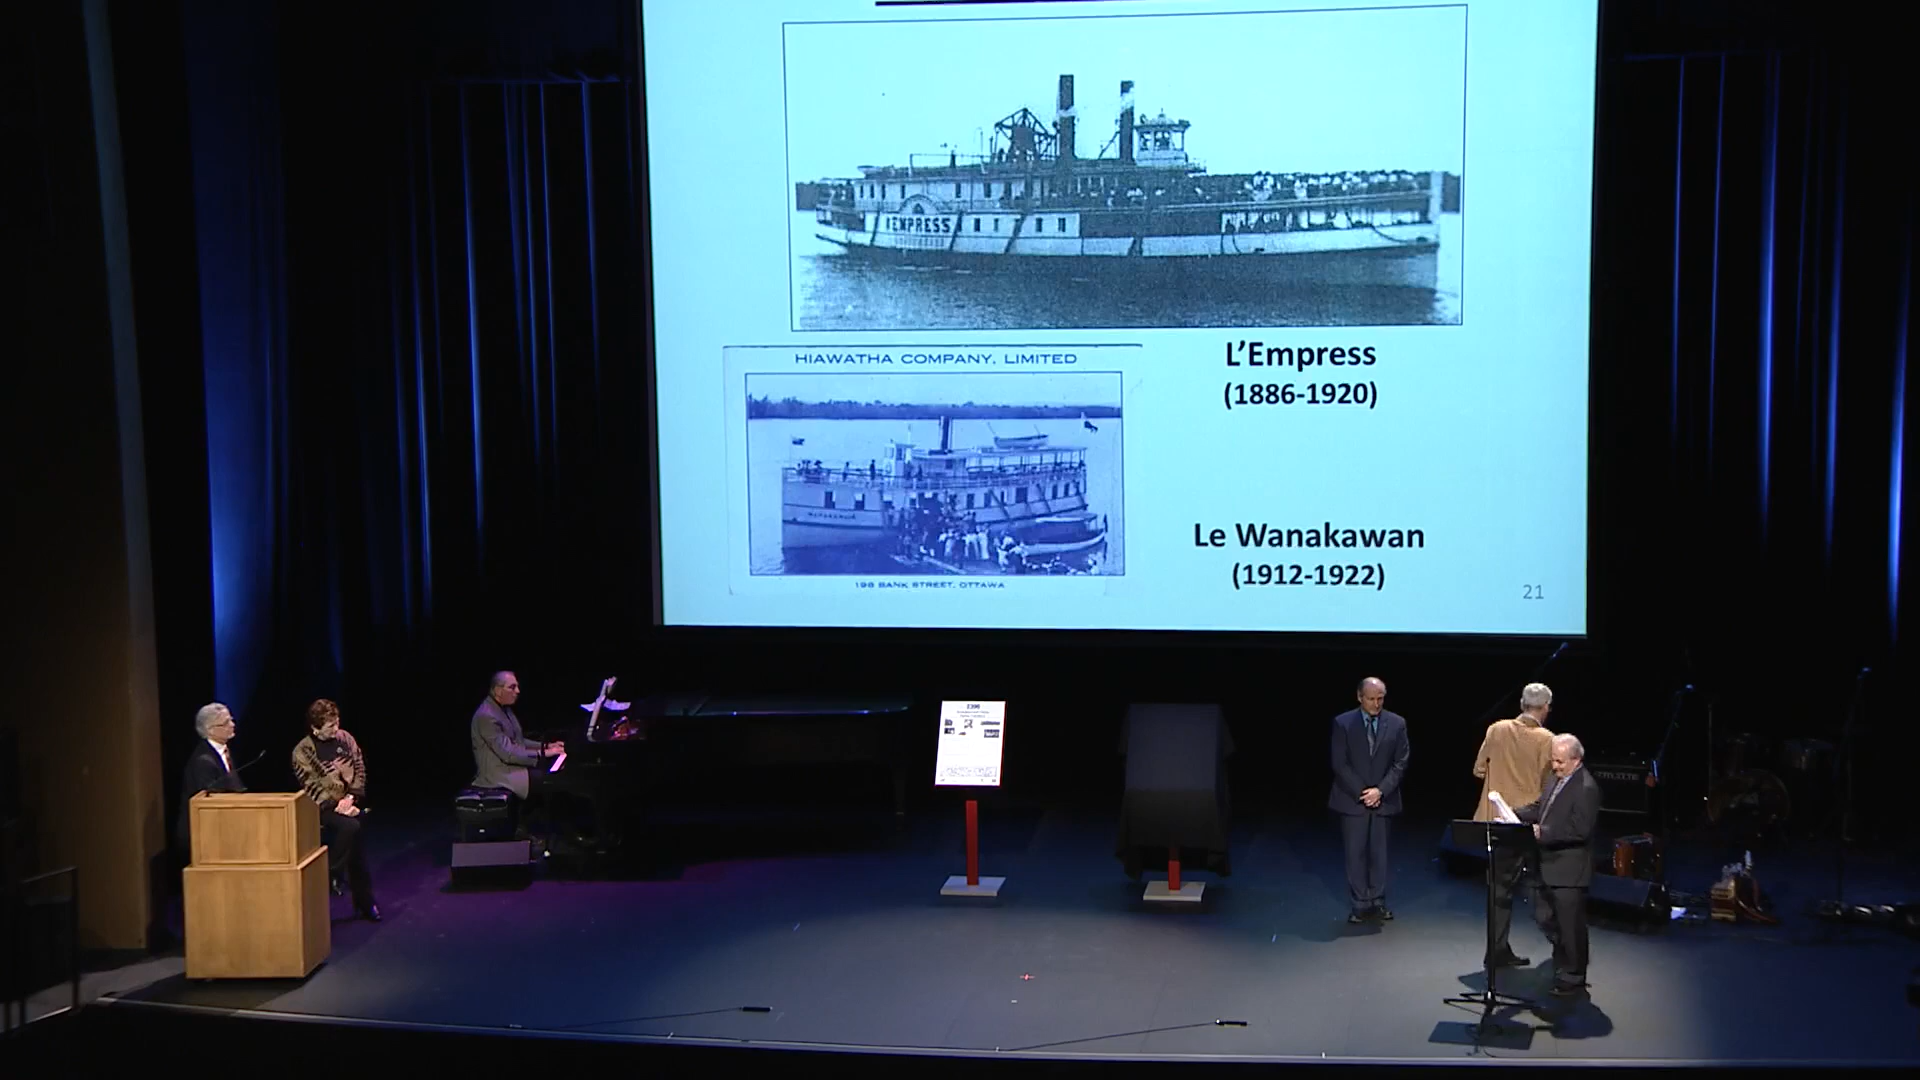 L'EMPRESS
L'Empress
(1886-1920)
HIAWATHA COMPANY, LIMITED
198 BANK STREET, OTTAWA
Le Wanakawan
(1912-1922)
21